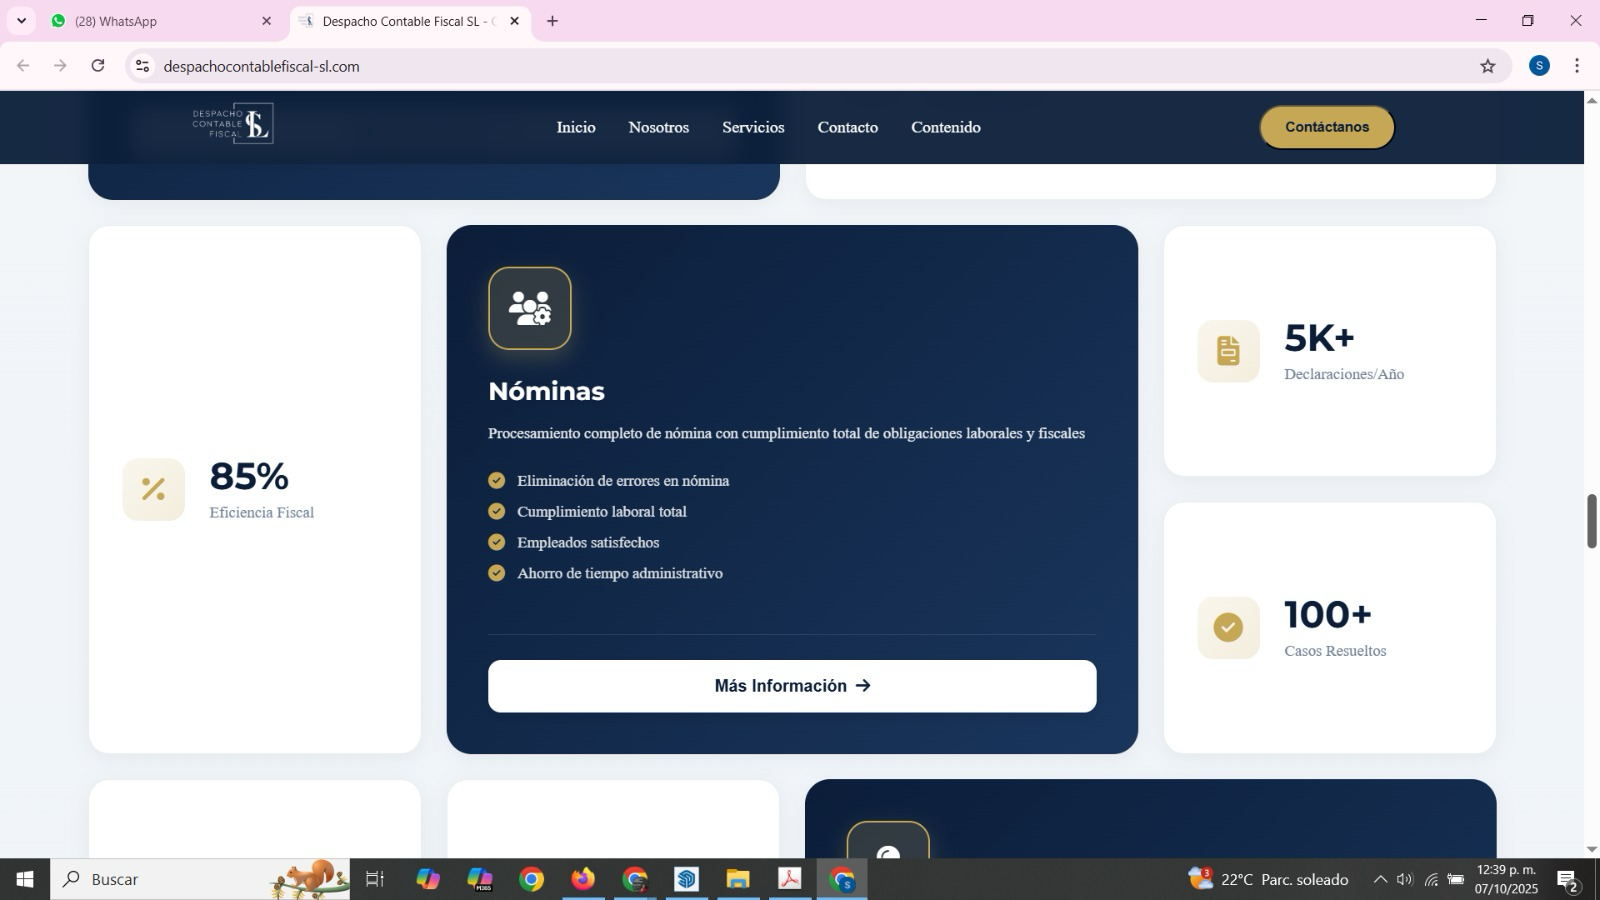 (28) WhatsApp
Despacho Contable Fiscal SL -
despachocontablefiscal-sl.com
DESPACHO
CONTABLE
FISCAL
SL
Inicio
Nosotros
Servicios
Contacto
Contenido
Contáctanos
85%
Eficiencia Fiscal
Nóminas
Procesamiento completo de nómina con cumplimiento total de obligaciones laborales y fiscales
Eliminación de errores en nómina
Cumplimiento laboral total
Empleados satisfechos
Ahorro de tiempo administrativo
Más Información
5K+
Declaraciones/Año
100+
Casos Resueltos
Buscar
M365
S
S
3
22°C Parc. soleado
12:39 p. m.
07/10/2025
2